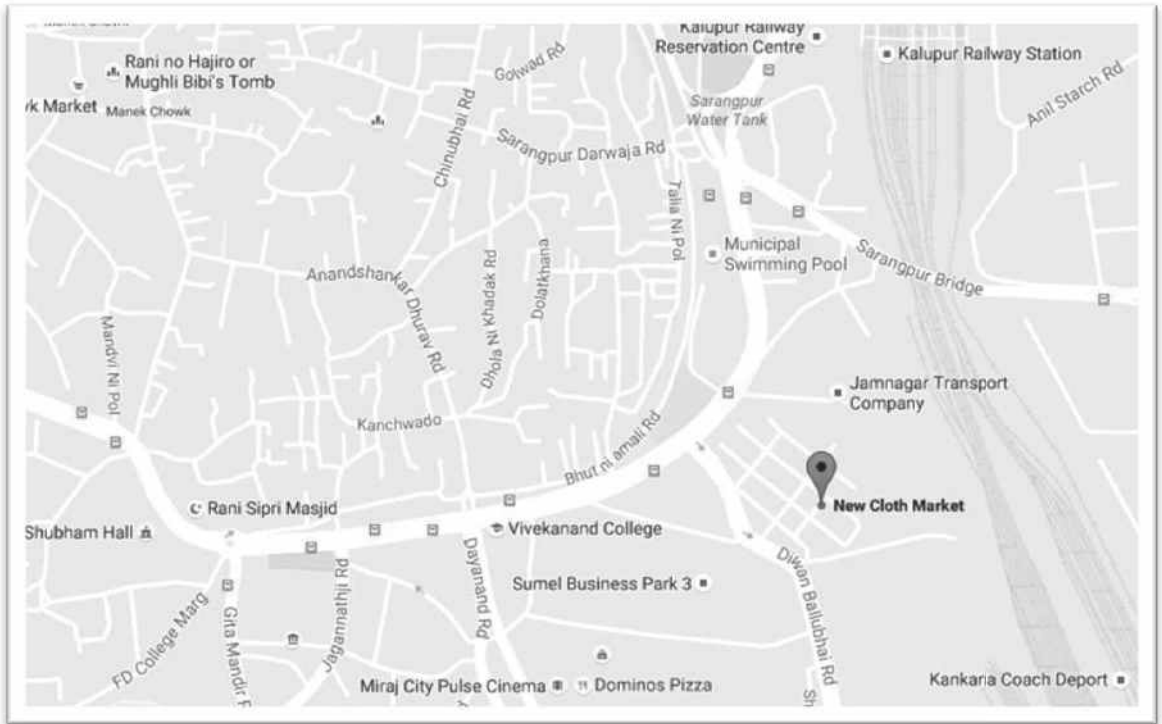 Kalupur Railway
Reservation Centre
Kalupur Railway Station
Rani no Hajiro or
Mughli Bibi's Tomb
Golwad Rd
Anil Starch Rd
Market
Manek Chowk
Chinubhai Rd
Sarangpur
Water Tank
Sarangpur Darwaja Rd
Talia Ni Pol
Municipal
Swimming Pool
Sarangpur Bridge
Anandshankar Dhurav Rd
Dhola Ni Khadak Rd
Dolatkhana
Mandvi Ni Pol
Jamnagar Transport
Company
Kanchwado
Bhut ni amali Rd
New Cloth Market
Rani Sipri Masjid
Shubham Hall
Vivekanand College
Dayanand Rd
Diwan Ballubhai Rd
Sumel Business Park 3
Jagannathji Rd
FD College Marg
Gita Mandir
Miraj City Pulse Cinema
Dominos Pizza
Sh
Kankaria Coach Deport